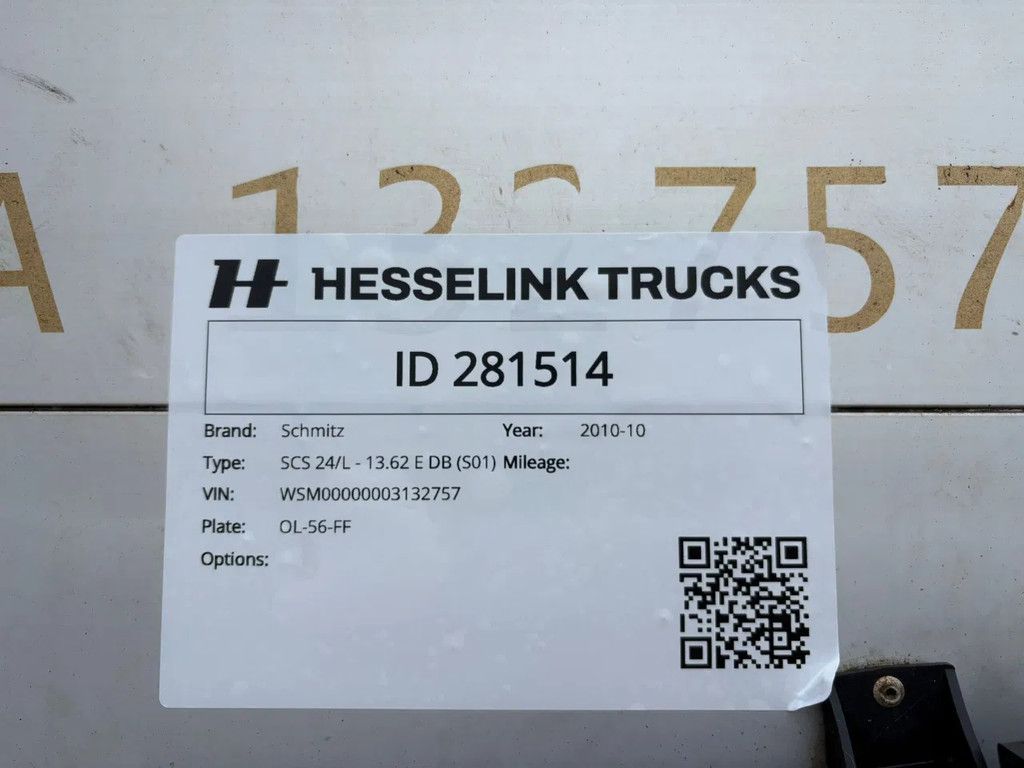 A 132757
HESSELINK TRUCKS
ID 281514
Brand: Schmitz Year: 2010-10
Type: SCS 24/L - 13.62 E DB (S01) Mileage:
VIN: WSM00000003132757
Plate: OL-56-FF
Options: